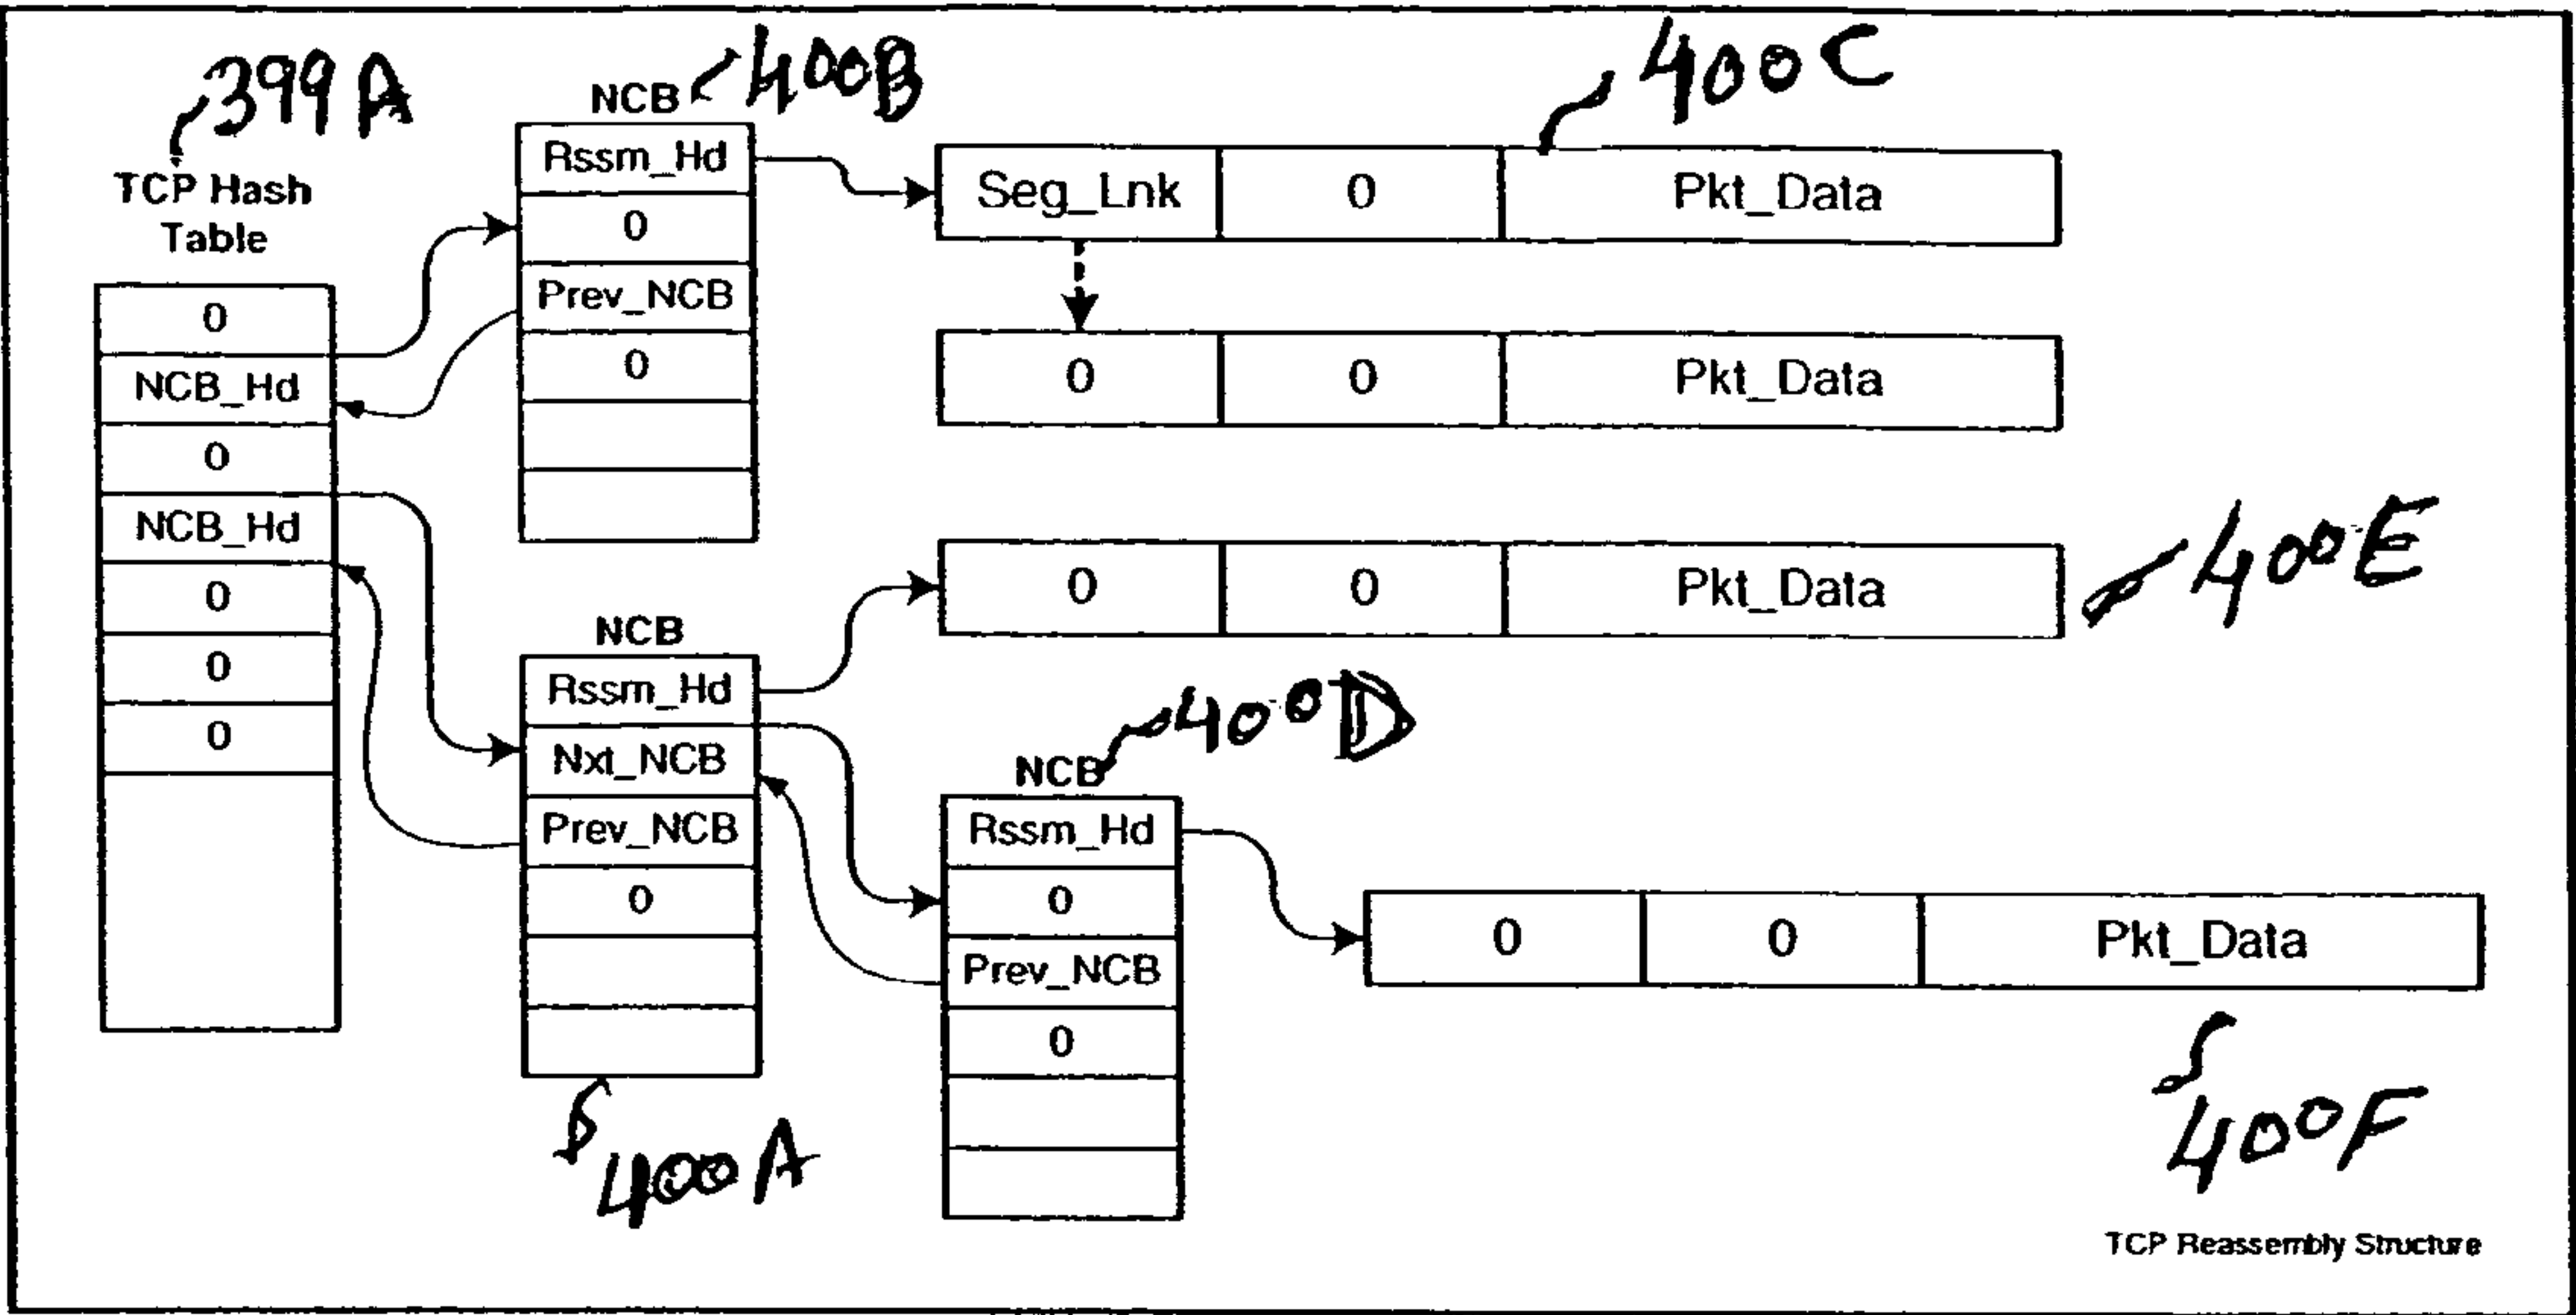 399A
TCP Hash
Table
0
NCB_Hd
0
NCB_Hd
0
0
0
NCB
400B
Rssm_Hd
0
Prev_NCB
0
400C
Seg_Lnk 0 Pkt_Data
0 0 Pkt_Data
0 0 Pkt_Data
400E
NCB
Rssm_Hd
Nxt_NCB
Prev_NCB
0
400A
NCB
400D
Rssm_Hd
0
Prev_NCB
0
0 0 Pkt_Data
400F
TCP Reassembly Structure